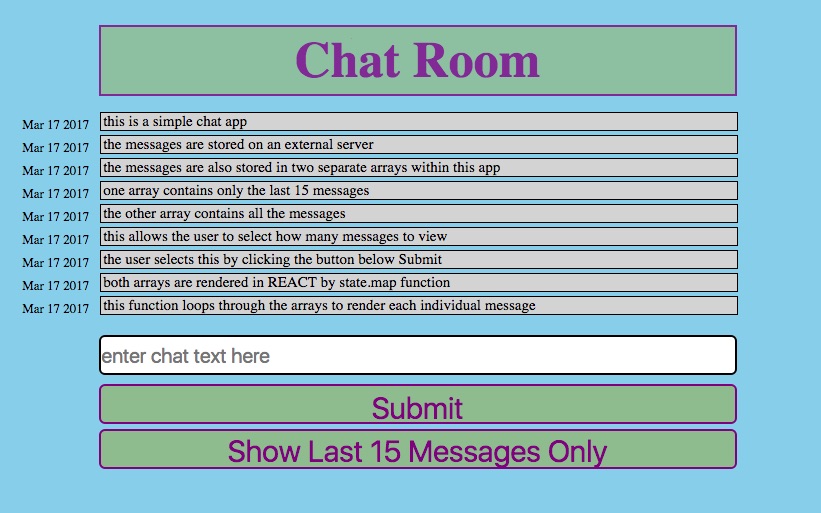 Chat Room
Mar 17 2017 this is a simple chat app
Mar 17 2017 the messages are stored on an external server
Mar 17 2017 the messages are also stored in two separate arrays within this app
Mar 17 2017 one array contains only the last 15 messages
Mar 17 2017 the other array contains all the messages
Mar 17 2017 this allows the user to select how many messages to view
Mar 17 2017 the user selects this by clicking the button below Submit
Mar 17 2017 both arrays are rendered in REACT by state.map function
Mar 17 2017 this function loops through the arrays to render each individual message
enter chat text here
Submit
Show Last 15 Messages Only